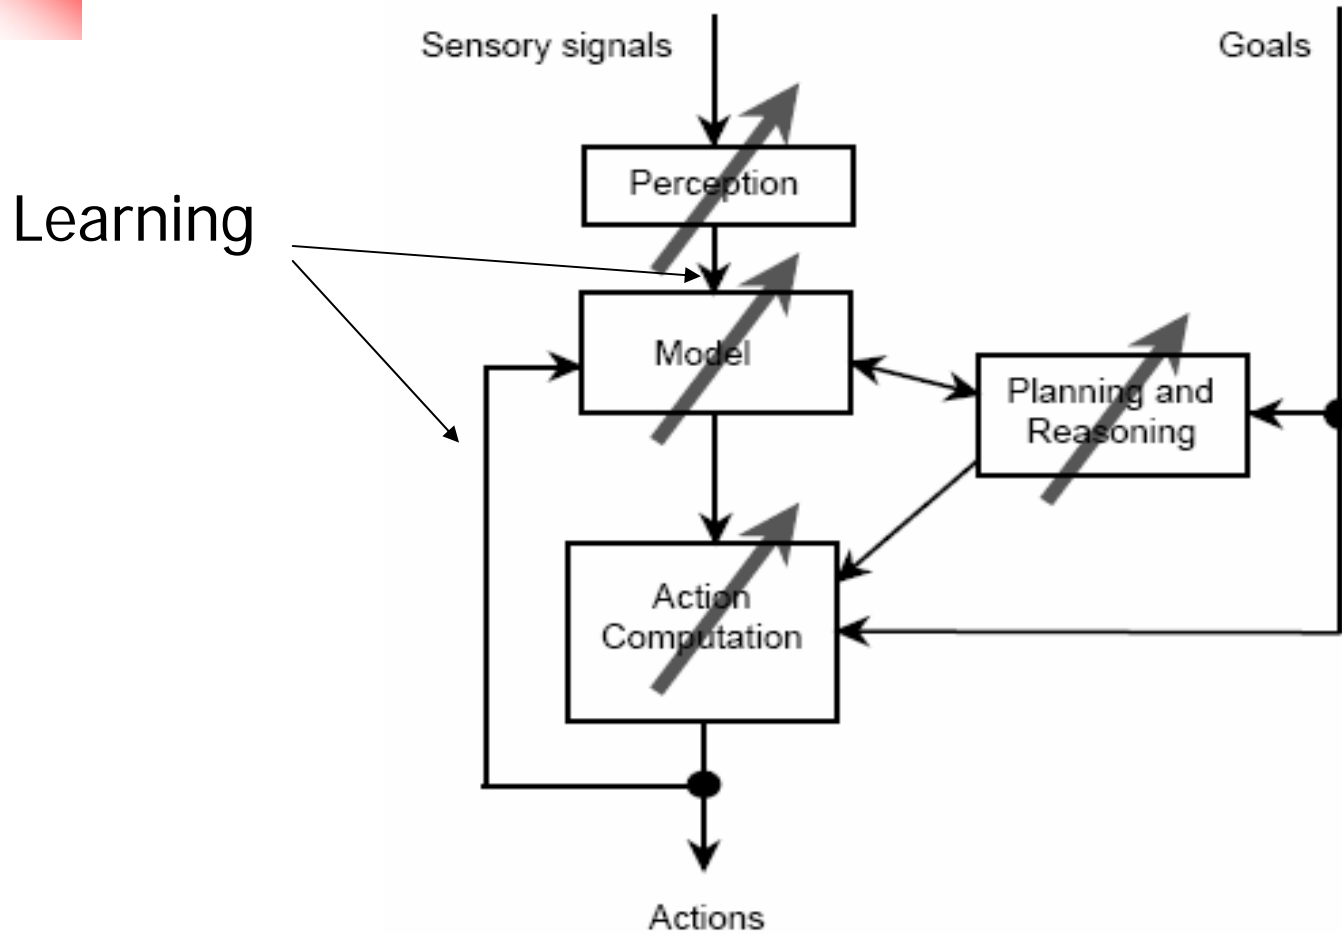 Sensory signals
Goals
Perception
Learning
Model
Planning and
Reasoning
Action
Computation
Actions